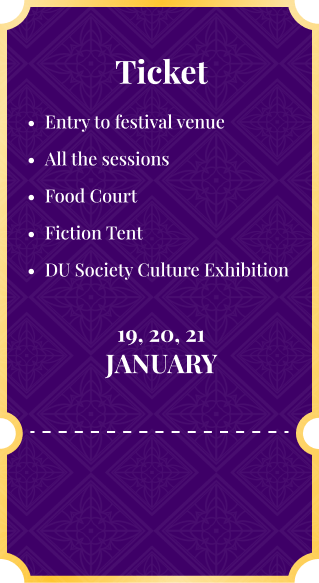 Ticket
• Entry to festival venue
• All the sessions
• Food Court
• Fiction Tent
• DU Society Culture Exhibition
19, 20, 21
JANUARY